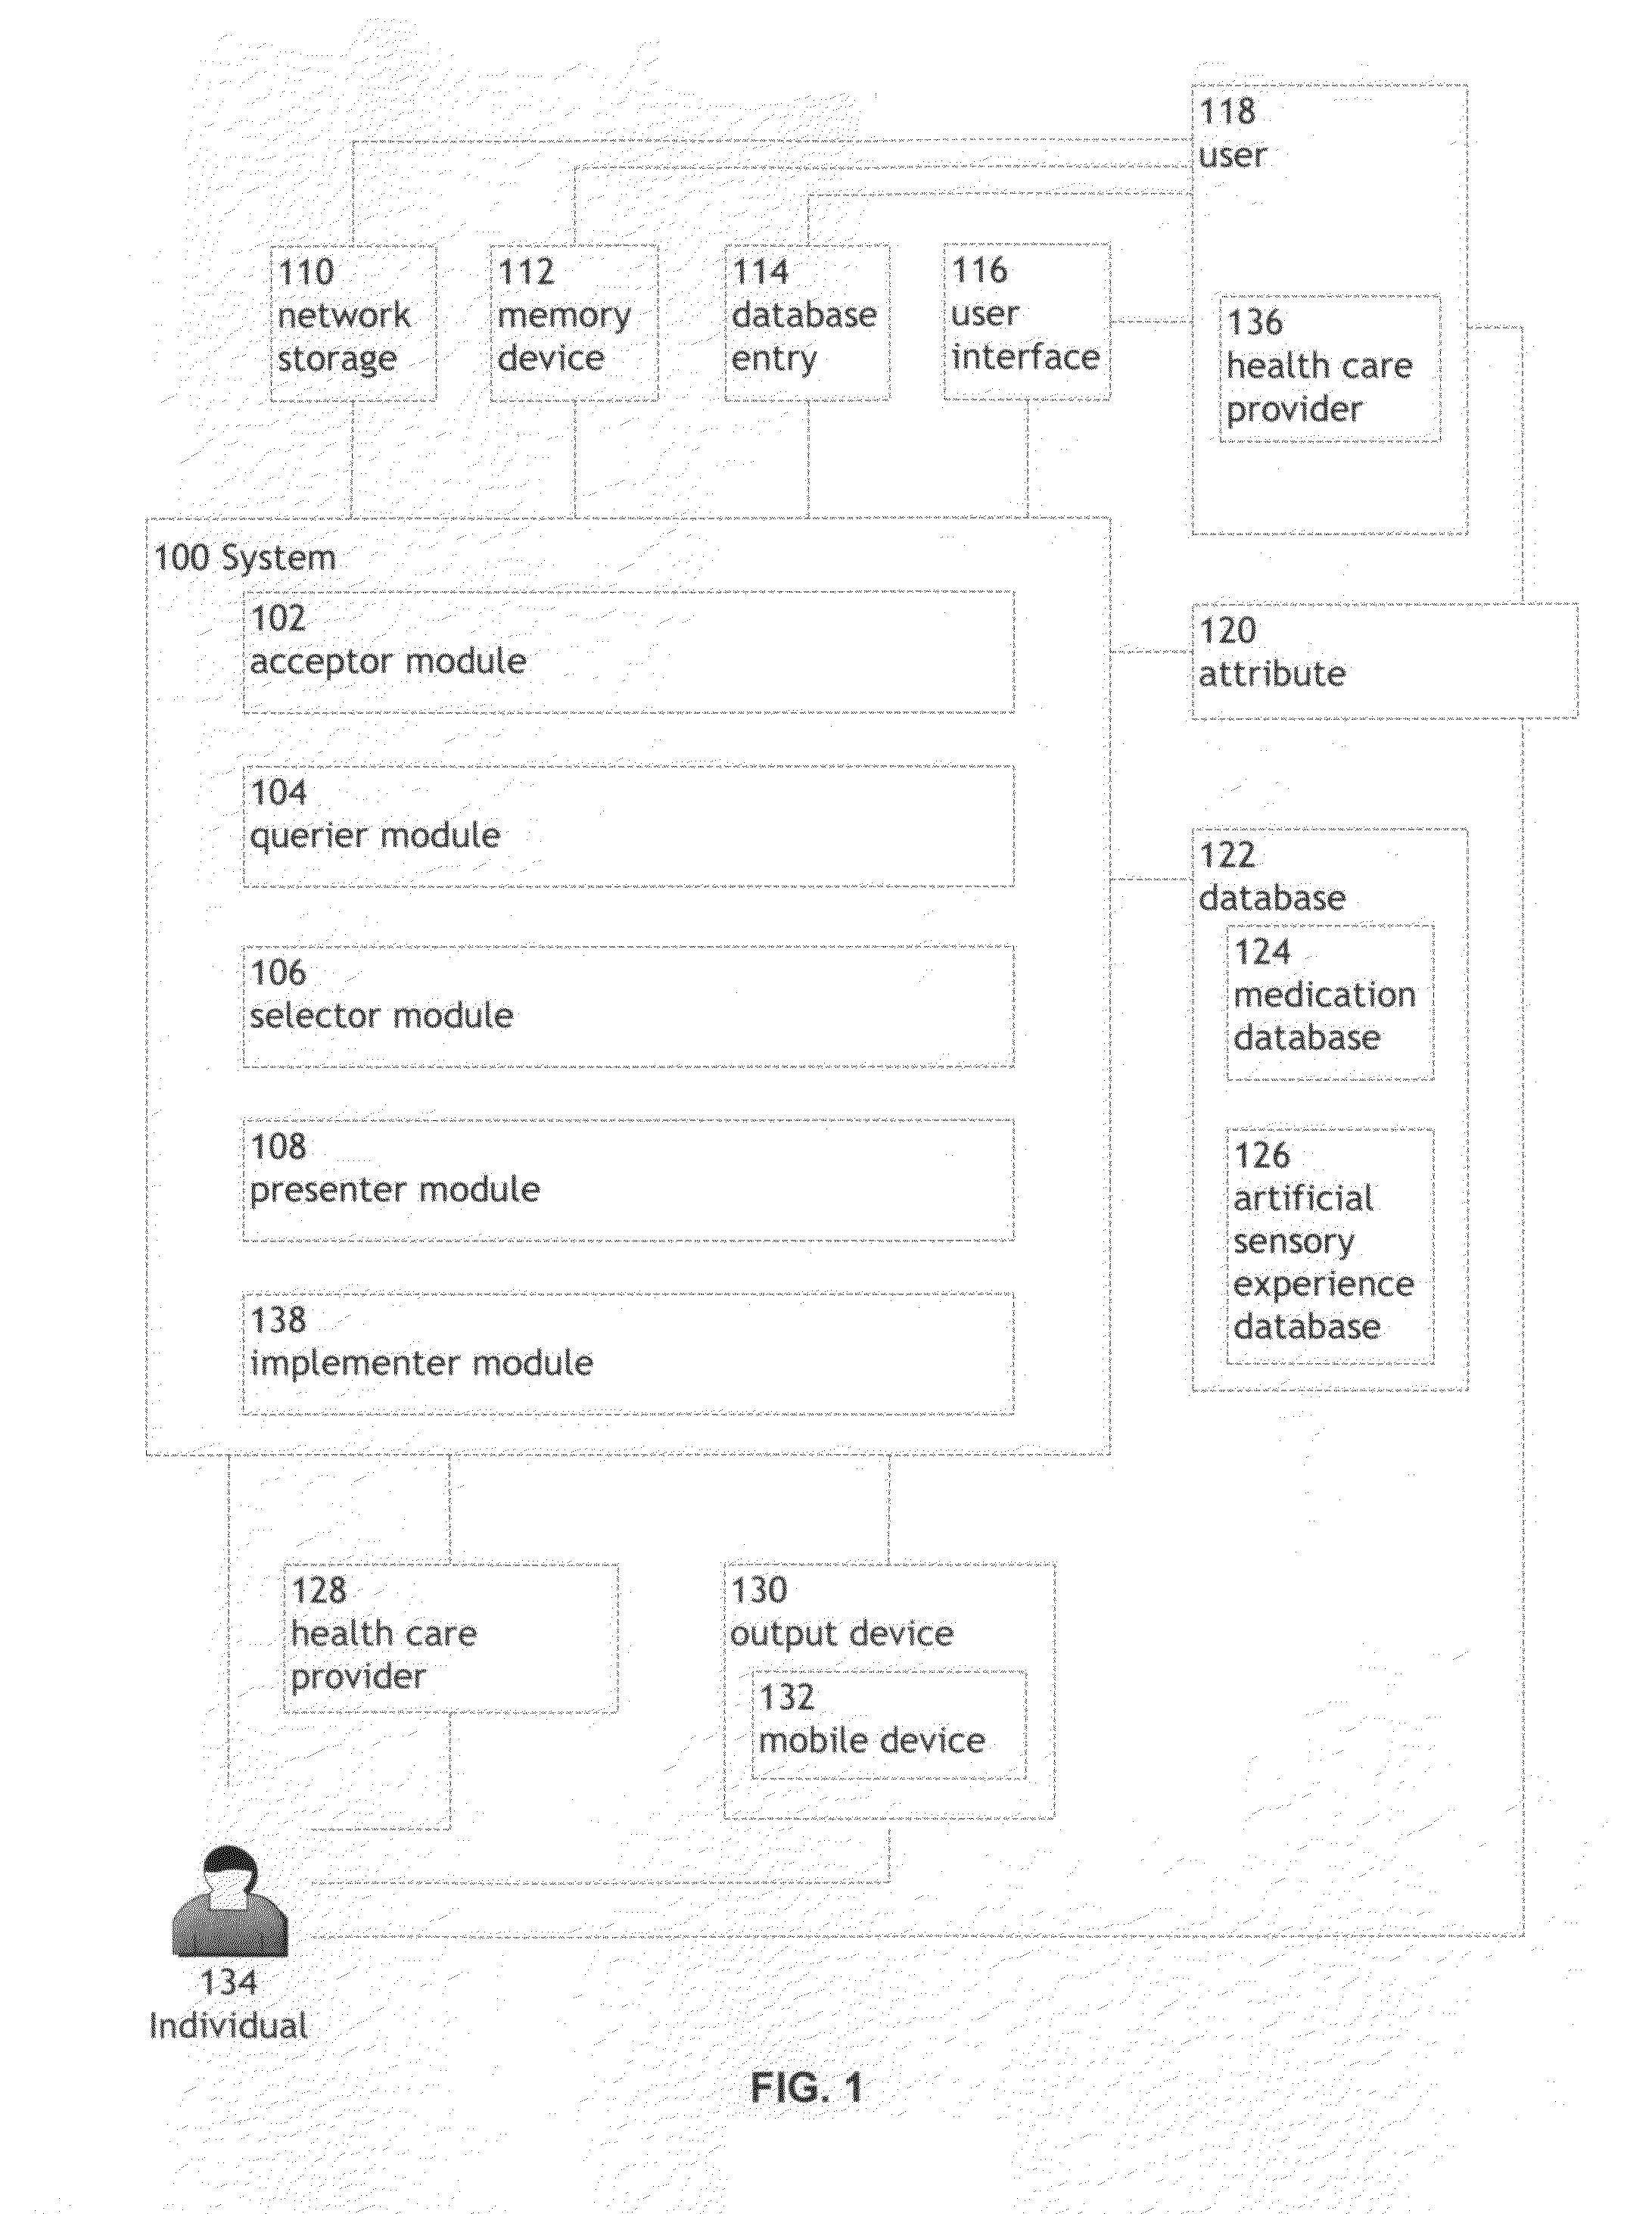 118
user
110
network
storage
112
memory
device
114
database
entry
116
user
interface
136
health care
provider
100 System
102
acceptor module
120
attribute
104
querier module
122
database
124
medication
database
106
selector module
108
presenter module
126
artificial
sensory
experience
database
138
implementer module
128
health care
provider
130
output device
132
mobile device
134
Individual
FIG. 1